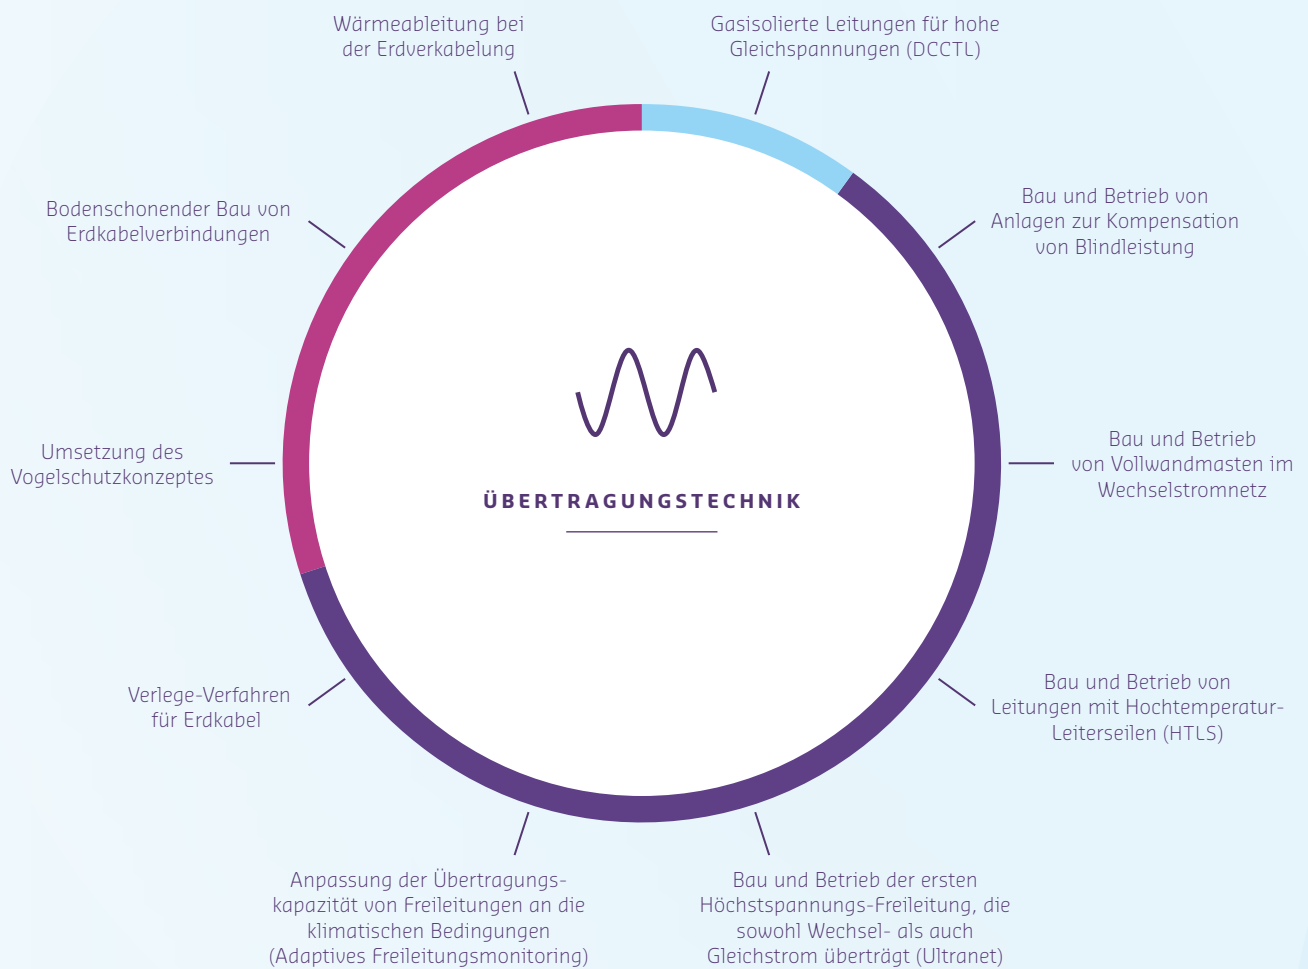 Wärmeableitung bei
der Erdverkabelung
Gasisolierte Leitungen für hohe
Gleichspannungen (DCCTL)
Bau und Betrieb von
Anlagen zur Kompensation
von Blindleistung
Bau und Betrieb
von Vollwandmasten im
Wechselstromnetz
Bau und Betrieb von
Leitungen mit Hochtemperatur-
Leiterseilen (HTLS)
Bau und Betrieb der ersten
Höchstspannungs-Freileitung, die
sowohl Wechsel- als auch
Gleichstrom überträgt (Ultranet)
Anpassung der Übertragungs-
kapazität von Freileitungen an die
klimatischen Bedingungen
(Adaptives Freileitungsmonitoring)
Verlege-Verfahren
für Erdkabel
Umsetzung des
Vogelschutzkonzeptes
Bodenschonender Bau von
Erdkabelverbindungen
ÜBERTRAGUNGSTECHNIK